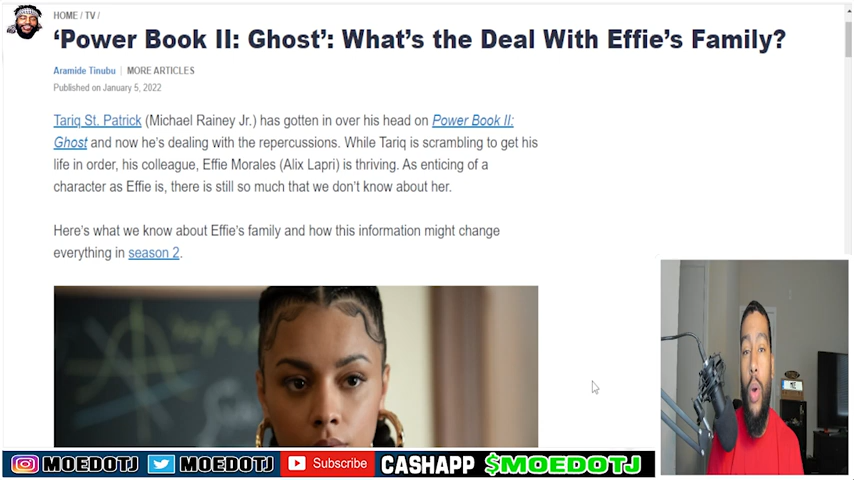 HOME / TV /
‘Power Book II: Ghost’: What’s the Deal With Effie’s Family?
Aramide Tinubu | MORE ARTICLES
Published on January 5, 2022
Tariq St. Patrick (Michael Rainey Jr.) has gotten in over his head on Power Book II:
Ghost and now he’s dealing with the repercussions. While Tariq is scrambling to get his
life in order, his colleague, Effie Morales (Alix Lapri) is thriving. As enticing of a
character as Effie is, there is still so much that we don’t know about her.
Here’s what we know about Effie’s family and how this information might change
everything in season 2.
MOEDOTJ MOEDOTJ Subscribe CASHAPP $MOEDOTJ